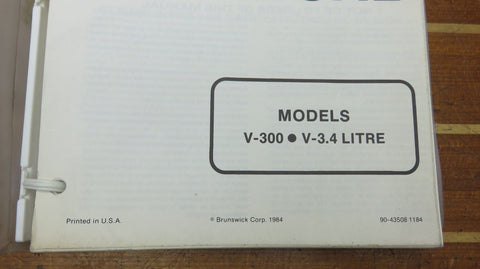 MODELS
V-300 ● V-3.4 LITRE
Printed in U.S.A.
® Brunswick Corp. 1984
90-43508 1184